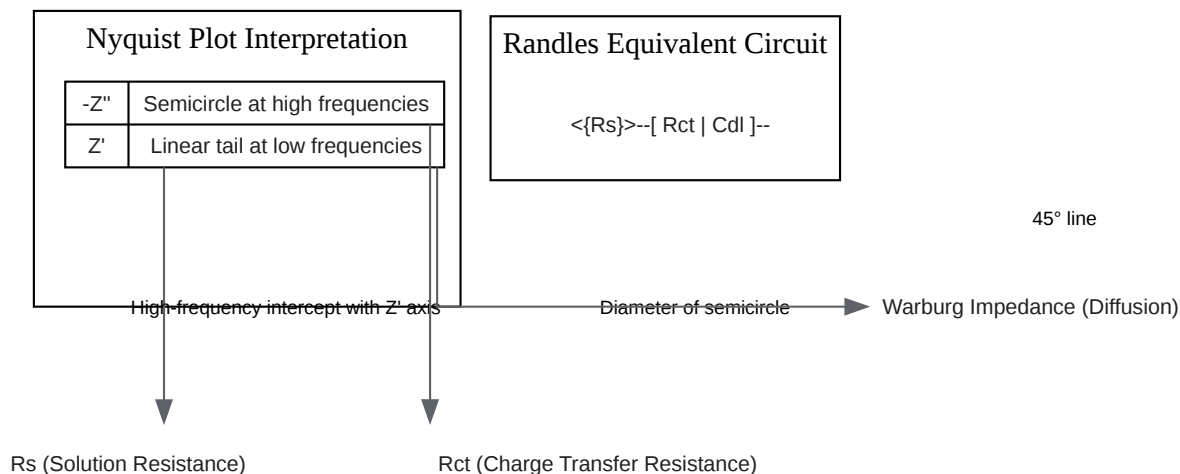 Nyquist Plot Interpretation
-Z" Semicircle at high frequencies
Z' Linear tail at low frequencies
Randles Equivalent Circuit
<{Rs}>--[ Rct | Cdl ]--
45° line
High-frequency intercept with Z' axis
Diameter of semicircle
Warburg Impedance (Diffusion)
Rs (Solution Resistance)
Rct (Charge Transfer Resistance)